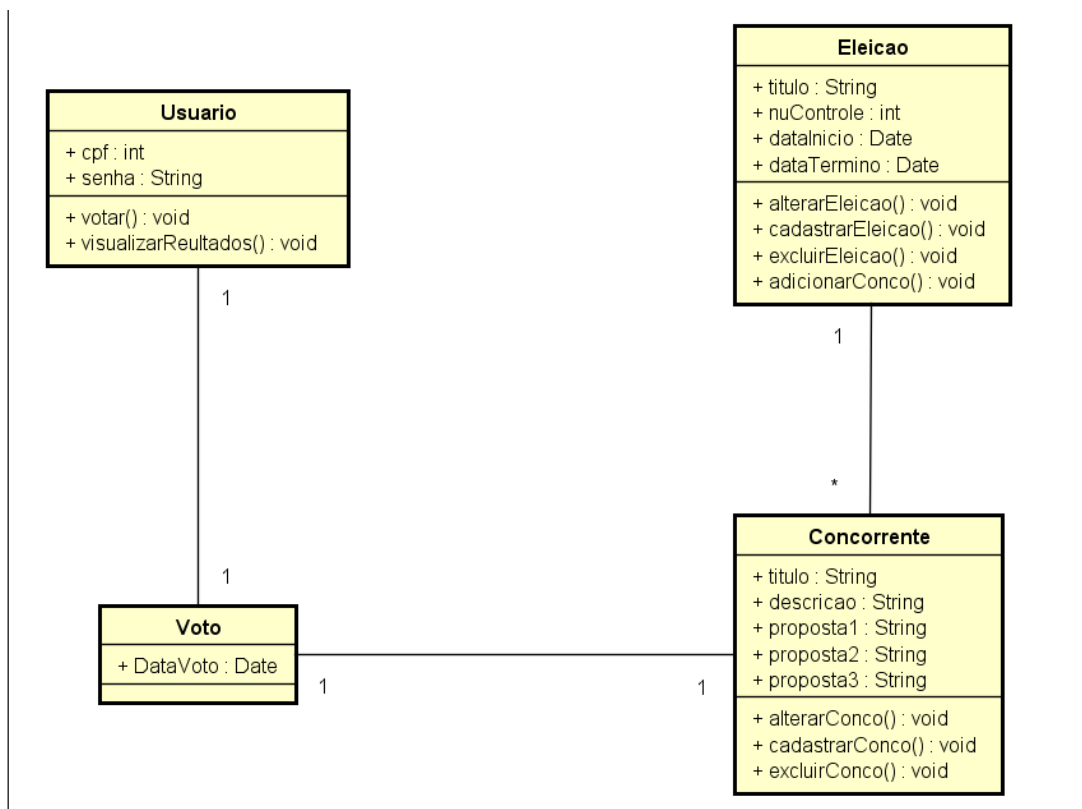 Usuario
+ cpf : int
+ senha : String
+ votar() : void
+ visualizarReultados() : void
1
1
Voto
+ DataVoto : Date
1
1
Eleicao
+ titulo : String
+ nuControle : int
+ dataInicio : Date
+ dataTermino : Date
+ alterarEleicao() : void
+ cadastrarEleicao() : void
+ excluirEleicao() : void
+ adicionarConco() : void
1
*
Concorrente
+ titulo : String
+ descricao : String
+ proposta1 : String
+ proposta2 : String
+ proposta3 : String
+ alterarConco() : void
+ cadastrarConco() : void
+ excluirConco() : void